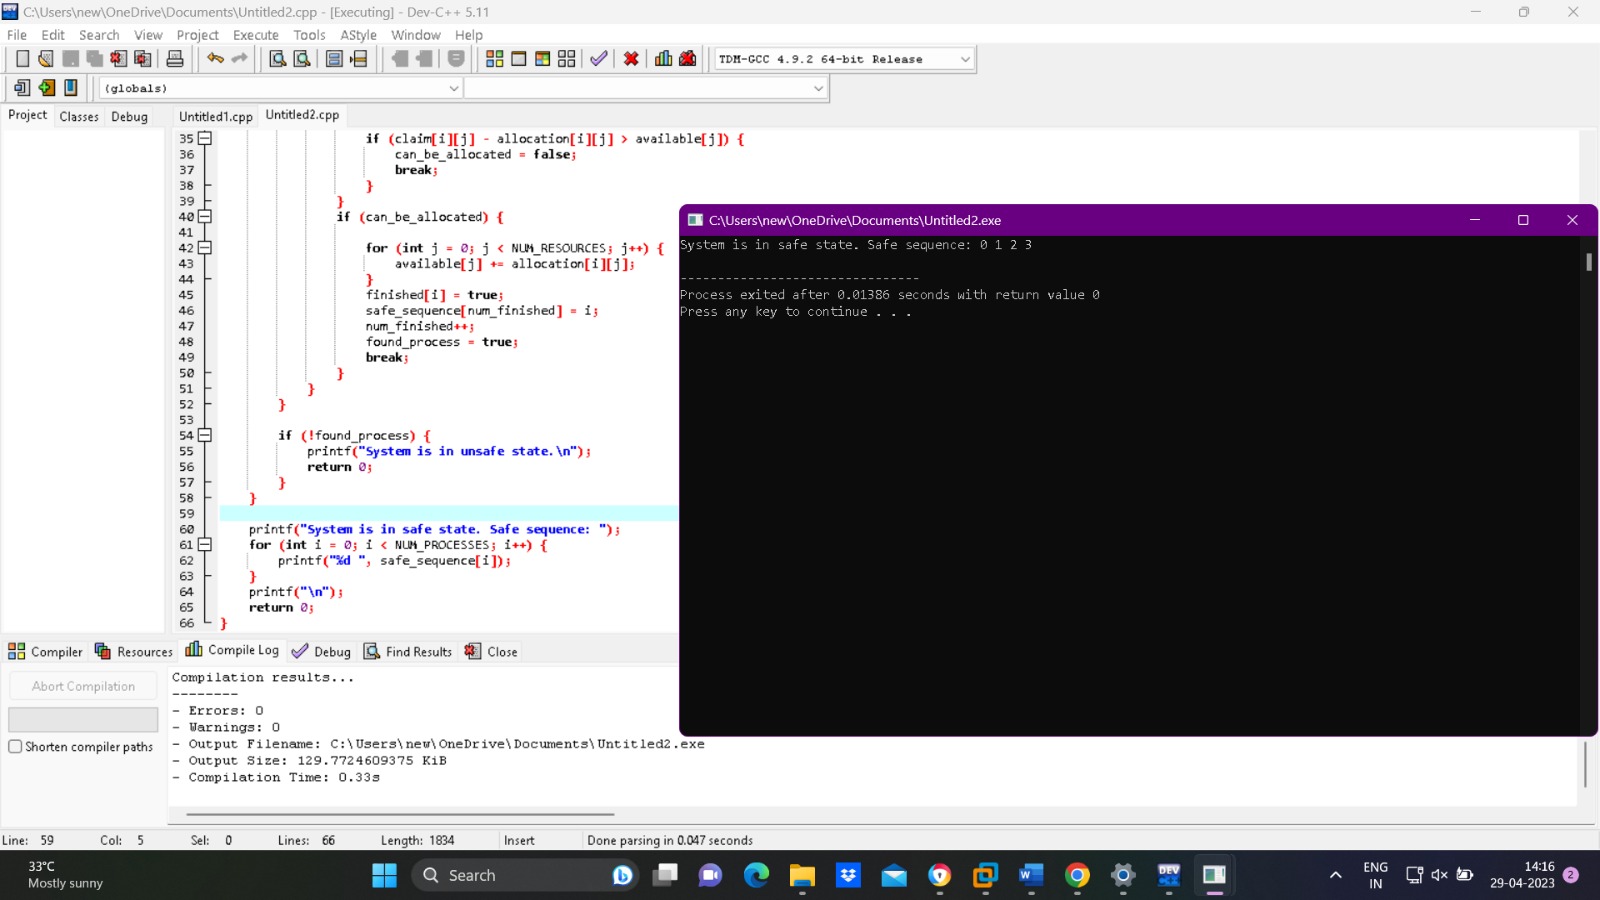 C:\Users\new\OneDrive\Documents\Untitled2.cpp - [Executing] - Dev-C++ 5.11
File Edit Search View Project Execute Tools AStyle Window Help
TDM-GCC 4.9.2 64-bit Release
(globals)
Project Classes Debug Untitled1.cpp Untitled2.cpp
35 if (claim[i][j] - allocation[i][j] > available[j]) {
36 can_be_allocated = false;
37 break;
38 }
39 }
40 if (can_be_allocated) {
41
42 for (int j = 0; j < NUM_RESOURCES; j++) {
43 available[j] += allocation[i][j];
44 }
45 finished[i] = true;
46 safe_sequence[num_finished] = i;
47 num_finished++;
48 found_process = true;
49 break;
50 }
51 }
52 }
53
54 if (!found_process) {
55 printf("System is in unsafe state.\n");
56 return 0;
57 }
58 }
59
60 printf("System is in safe state. Safe sequence: ");
61 for (int i = 0; i < NUM_PROCESSES; i++) {
62 printf("%d ", safe_sequence[i]);
63 }
64 printf("\n");
65 return 0;
66 }
C:\Users\new\OneDrive\Documents\Untitled2.exe
System is in safe state. Safe sequence: 0 1 2 3
--------------------------------
Process exited after 0.01386 seconds with return value 0
Press any key to continue . . .
Compiler Resources Compile Log Debug Find Results Close
Abort Compilation
Shorten compiler paths
Compilation results...
--------
- Errors: 0
- Warnings: 0
- Output Filename: C:\Users\new\OneDrive\Documents\Untitled2.exe
- Output Size: 129.7724609375 KiB
- Compilation Time: 0.33s
Line: 59 Col: 5 Sel: 0 Lines: 66 Length: 1834 Insert Done parsing in 0.047 seconds
33°C
Mostly sunny
Search
DEV
ENG
IN
14:16
29-04-2023
2